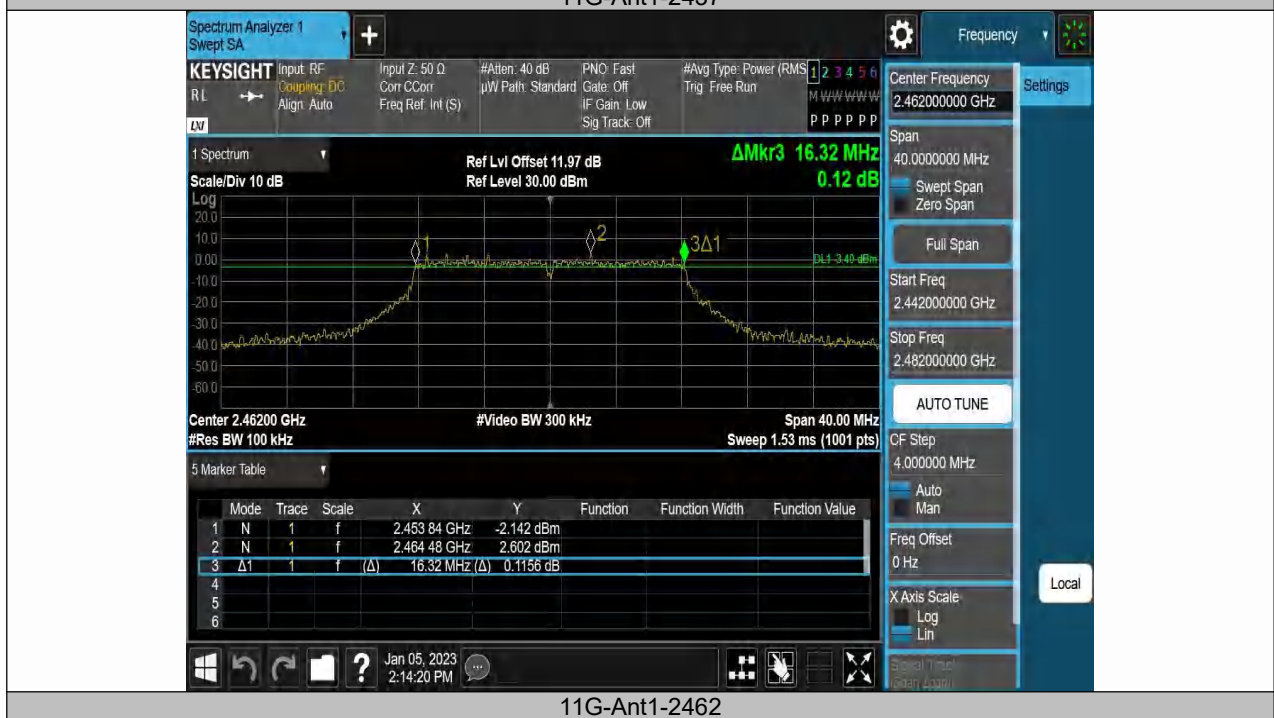 11G-Ant1-2437
Spectrum Analyzer 1
Swept SA
+
Frequency
KEYSIGHT
RL
LXI
Input: RF
Coupling: DC
Align: Auto
Input Z: 50 Ω
Corr CCorr
Freq Ref: Int (S)
#Atten: 40 dB
µW Path: Standard
PNO: Fast
Gate: Off
IF Gain: Low
Sig Track: Off
#Avg Type: Power (RMS
Trig: Free Run
1 2 3 4 5 6
M W W W W W
P P P P P P
Center Frequency
2.462000000 GHz
Settings
Span
40.0000000 MHz
Swept Span
Zero Span
Full Span
Start Freq
2.442000000 GHz
Stop Freq
2.482000000 GHz
AUTO TUNE
CF Step
4.000000 MHz
Auto
Man
Freq Offset
0 Hz
X Axis Scale
Log
Lin
Local
1 Spectrum
Scale/Div 10 dB
Ref Lvl Offset 11.97 dB
Ref Level 30.00 dBm
ΔMkr3 16.32 MHz
0.12 dB
Log
20.0
10.0
0.00
-10.0
-20.0
-30.0
-40.0
-50.0
-60.0
1
2
3Δ1
DL1 -3.40 dBm
Center 2.46200 GHz
#Video BW 300 kHz
Span 40.00 MHz
#Res BW 100 kHz
Sweep 1.53 ms (1001 pts)
5 Marker Table
Mode Trace Scale X Y Function Function Width Function Value
1 N 1 f 2.453 84 GHz -2.142 dBm
2 N 1 f 2.464 48 GHz 2.602 dBm
3 Δ1 1 f (Δ) 16.32 MHz (Δ) 0.1156 dB
4
5
6
?
Jan 05, 2023
2:14:20 PM
11G-Ant1-2462